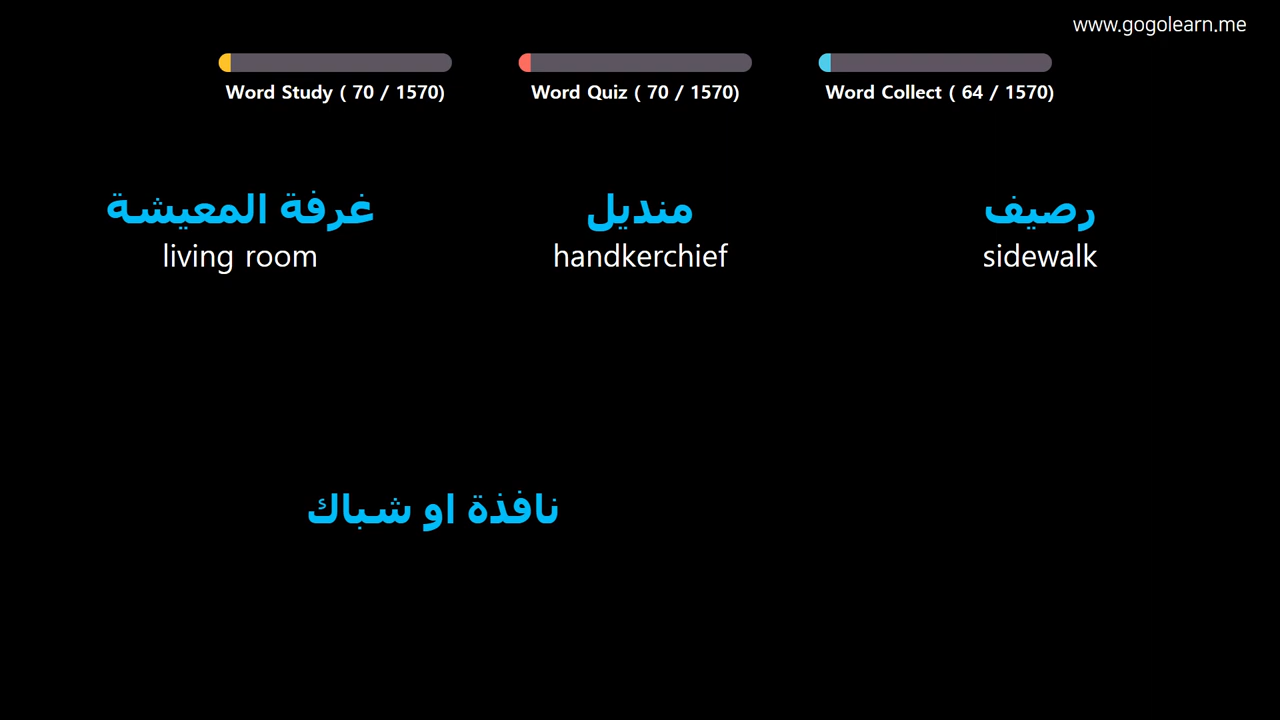 www.gogolearn.me
Word Study ( 70 / 1570)
Word Quiz ( 70 / 1570)
Word Collect ( 64 / 1570)
غرفة المعيشة
living room
منديل
handkerchief
رصيف
sidewalk
نافذة او شباك